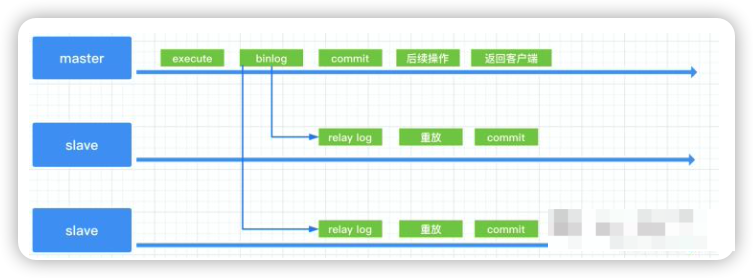 master
execute
binlog
commit
后续操作
返回客户端
slave
relay log
重放
commit
slave
relay log
重放
commit